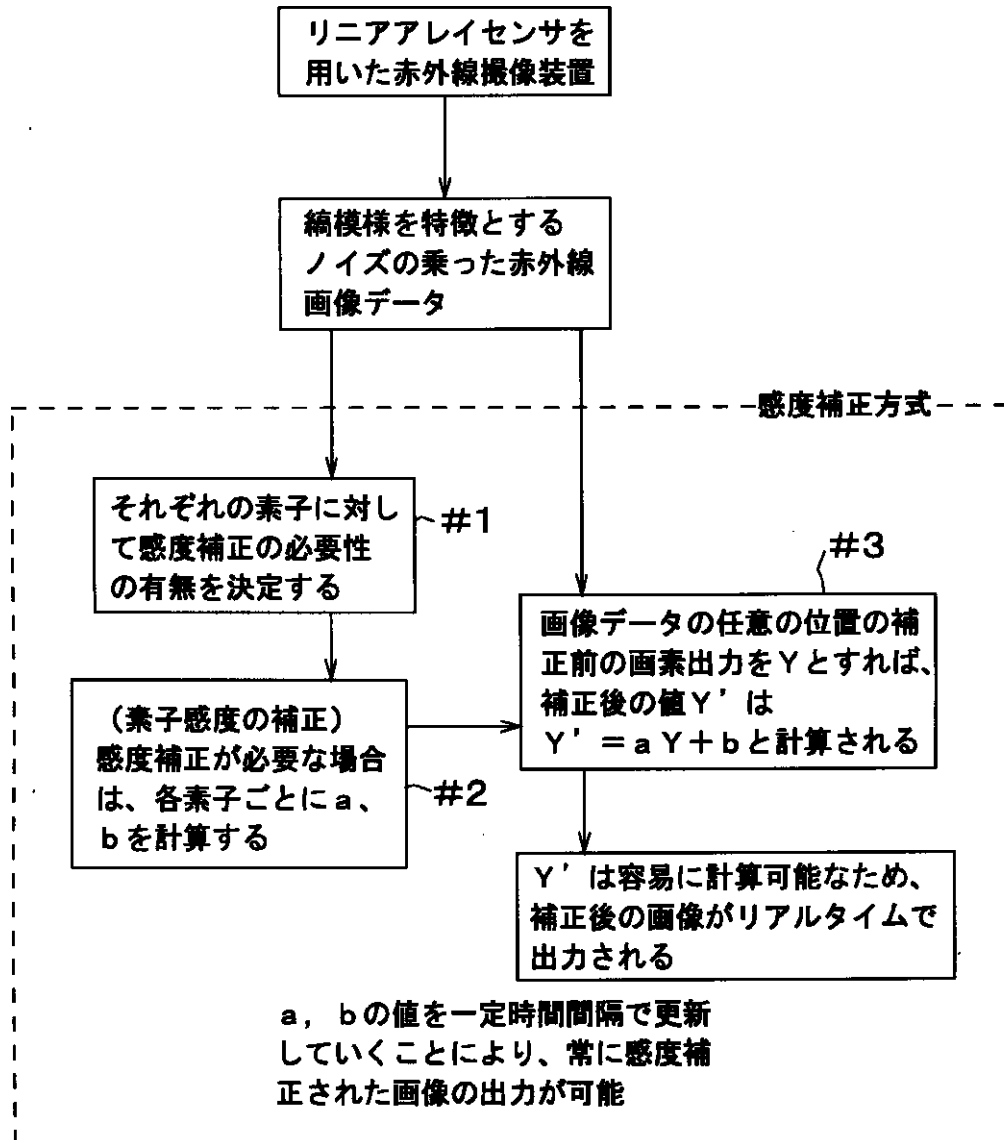 リニアアレイセンサを
用いた赤外線撮像装置
縞模様を特徴とする
ノイズの乗った赤外線
画像データ
感度補正方式
それぞれの素子に対し
て感度補正の必要性
の有無を決定する
#1
(素子感度の補正)
感度補正が必要な場合
は、各素子ごとにa、
bを計算する
#2
#3
画像データの任意の位置の補
正前の画素出力をYとすれば、
補正後の値Y'は
Y'=aY+bと計算される
Y'は容易に計算可能なため、
補正後の画像がリアルタイムで
出力される
a,bの値を一定時間間隔で更新
していくことにより、常に感度補
正された画像の出力が可能